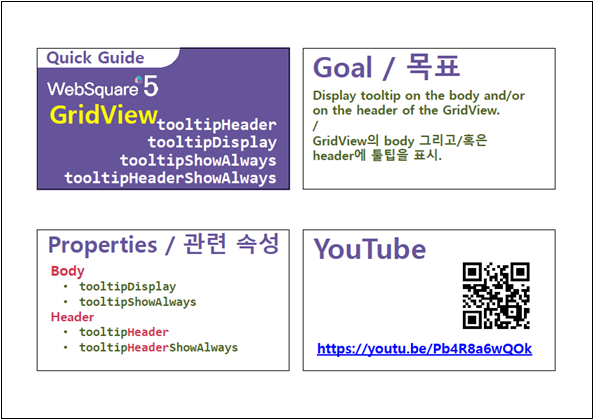 Quick Guide
WebSquare 5
GridView
tooltipHeader
tooltipDisplay
tooltipShowAlways
tooltipHeaderShowAlways
Goal / 목표
Display tooltip on the body and/or
on the header of the GridView.
/
GridView의 body 그리고/혹은
header에 툴팁을 표시.
Properties / 관련 속성
Body
• tooltipDisplay
• tooltipShowAlways
Header
• tooltipHeader
• tooltipHeaderShowAlways
YouTube
https://youtu.be/Pb4R8a6wQOk